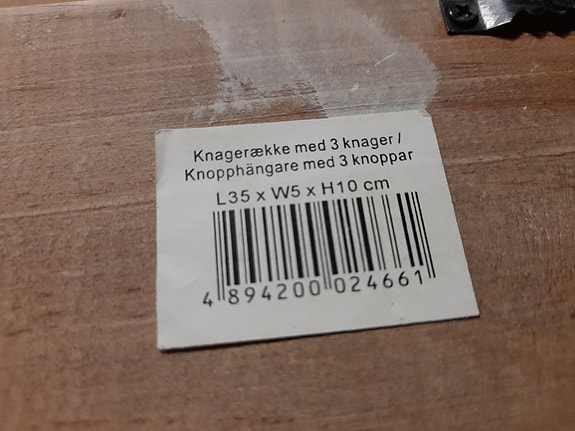 Knagerække med 3 knager /
Knopphängare med 3 knoppar
L35 x W5 x H10 cm
4 894200 024661